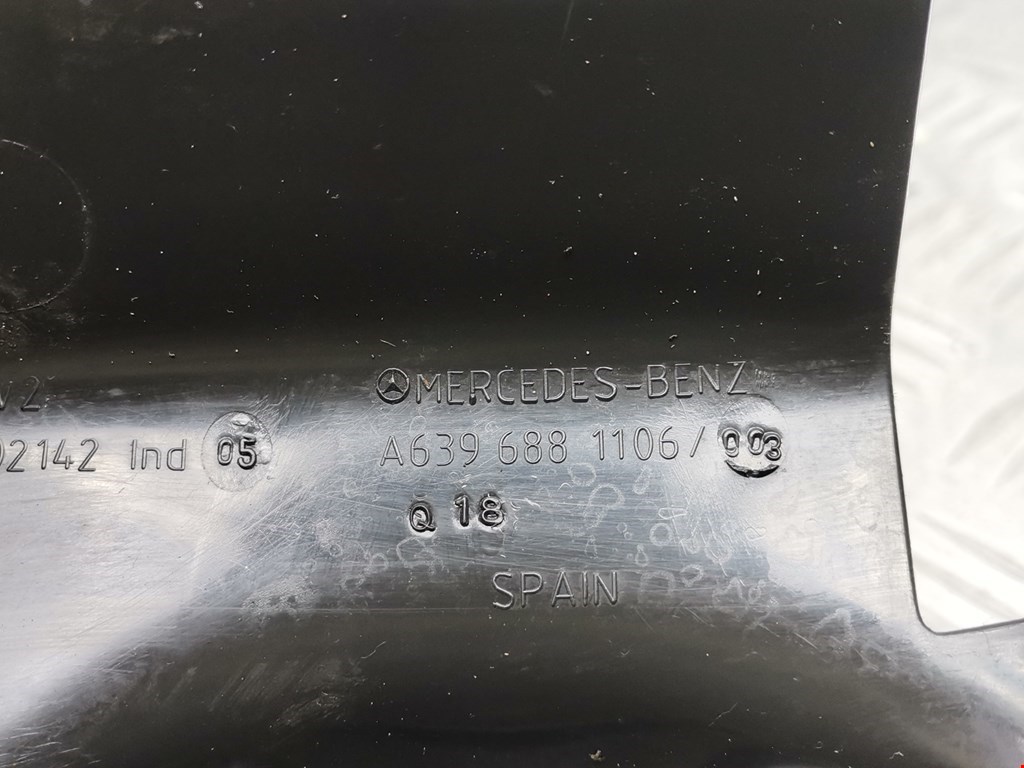 V2
MERCEDES-BENZ
02142 Ind 05
A639 688 1106/003
Q 18
SPAIN